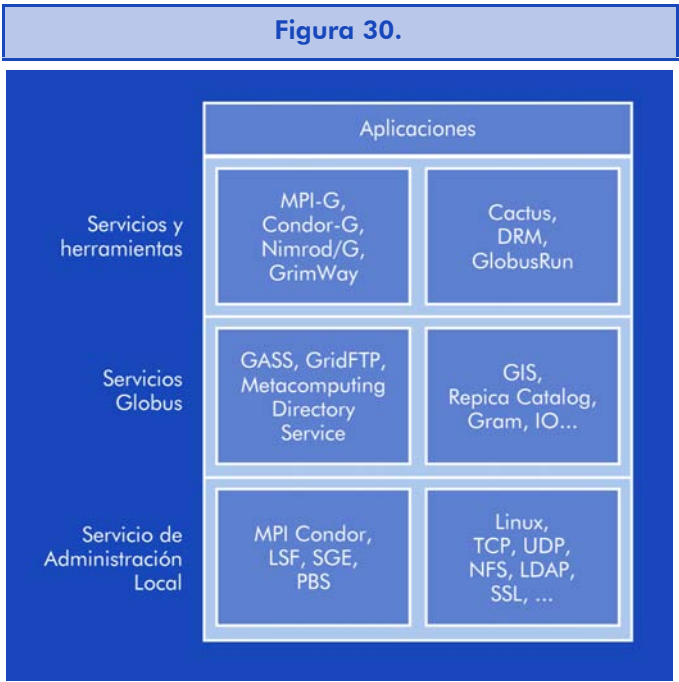 Figura 30.
Aplicaciones
Servicios y
herramientas
MPI-G,
Condor-G,
Nimrod/G,
GrimWay
Cactus,
DRM,
GlobusRun
Servicios
Globus
GASS, GridFTP,
Metacomputing
Directory
Service
GIS,
Repica Catalog,
Gram, IO...
Servicio de
Administración
Local
MPI Condor,
LSF, SGE,
PBS
Linux,
TCP, UDP,
NFS, LDAP,
SSL, ...